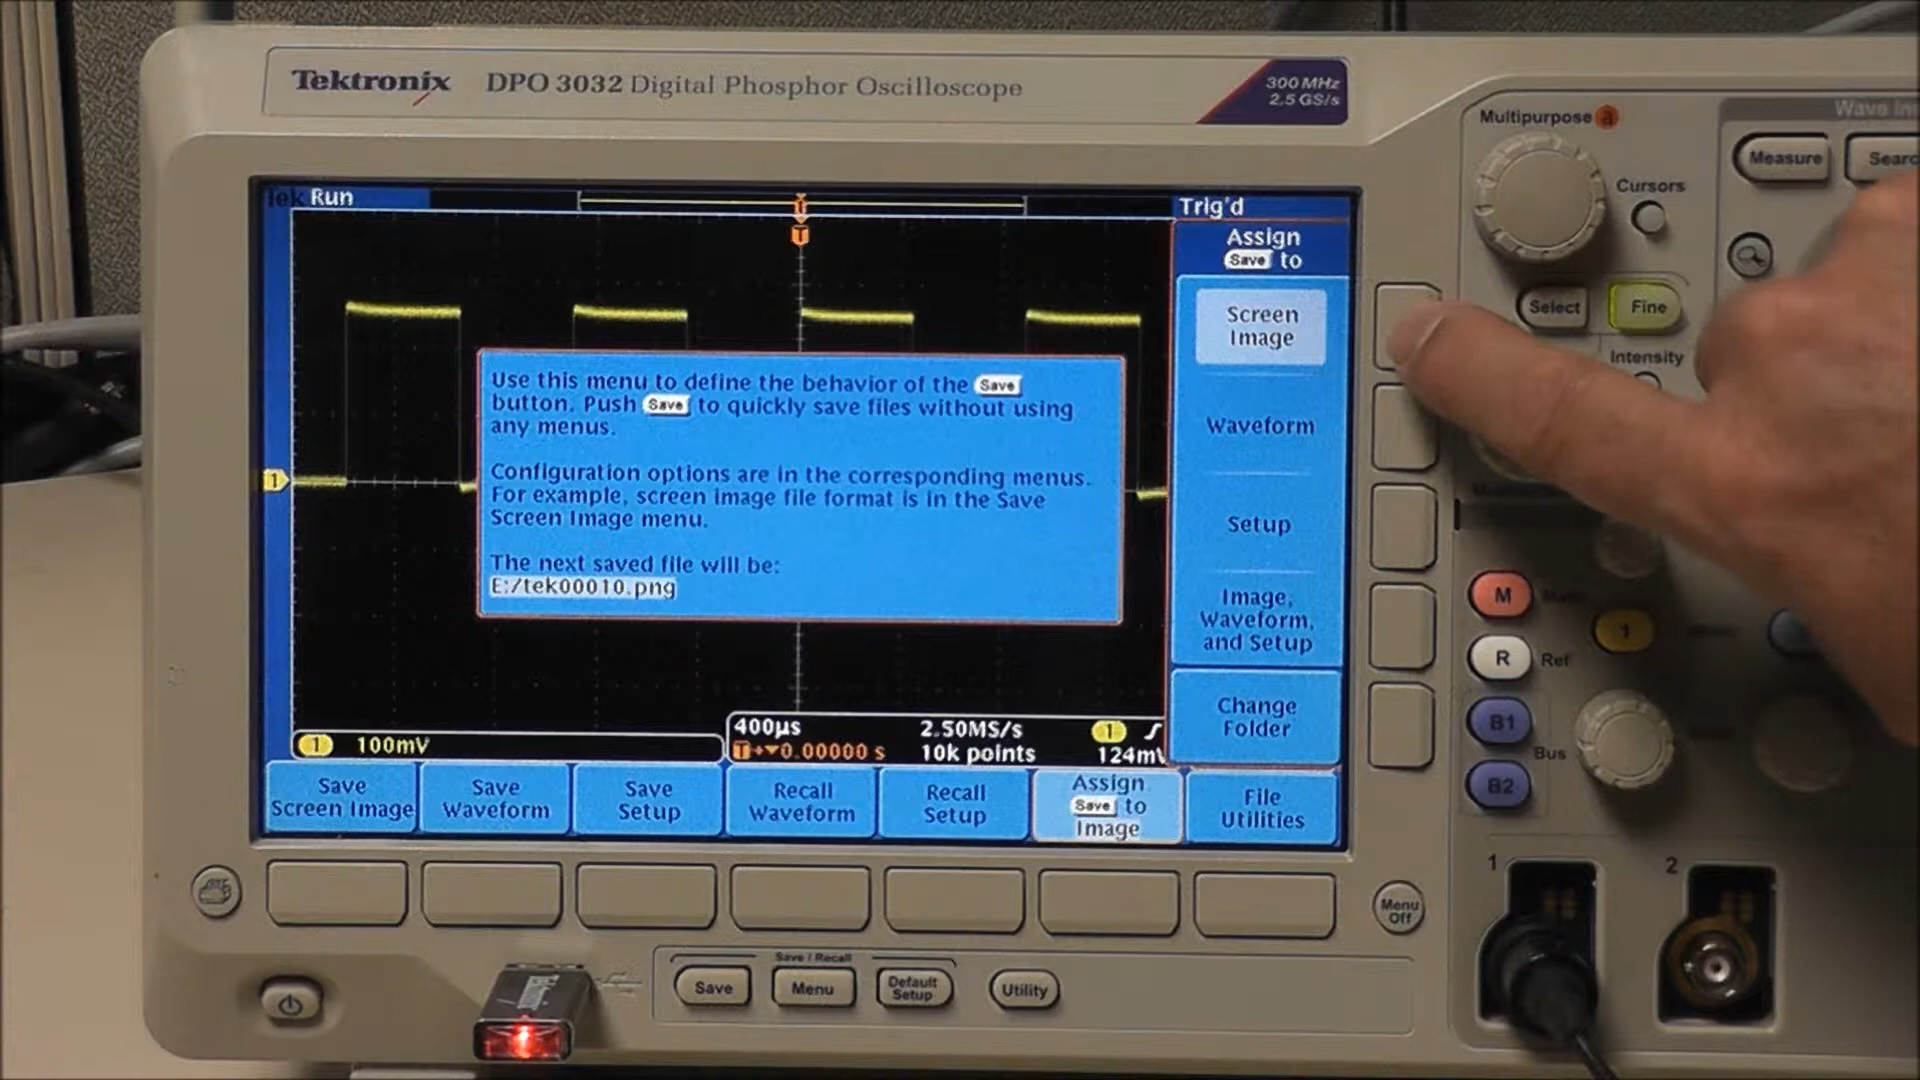 Tektronix DPO 3032 Digital Phosphor Oscilloscope
300 MHz
2.5 GS/s
Multipurpose a
Wave
Measure
Cursors
Select
Fine
Intensity
Tek Run
Trig'd
Assign
Save to
Screen
Image
Waveform
Setup
Image,
Waveform,
and Setup
Change
Folder
T
1
Use this menu to define the behavior of the Save
button. Push Save to quickly save files without using
any menus.
Configuration options are in the corresponding menus.
For example, screen image file format is in the Save
Screen Image menu.
The next saved file will be:
E:/tek00010.png
1 100mV
400μs
2.50MS/s
1
T→▼0.00000 s
10k points
124mV
Save
Screen Image
Save
Waveform
Save
Setup
Recall
Waveform
Recall
Setup
Assign
Save to
Image
File
Utilities
M
1
R Ref
B1
Bus
B2
1
2
Menu
Off
Save / Recall
Save
Menu
Default
Setup
Utility